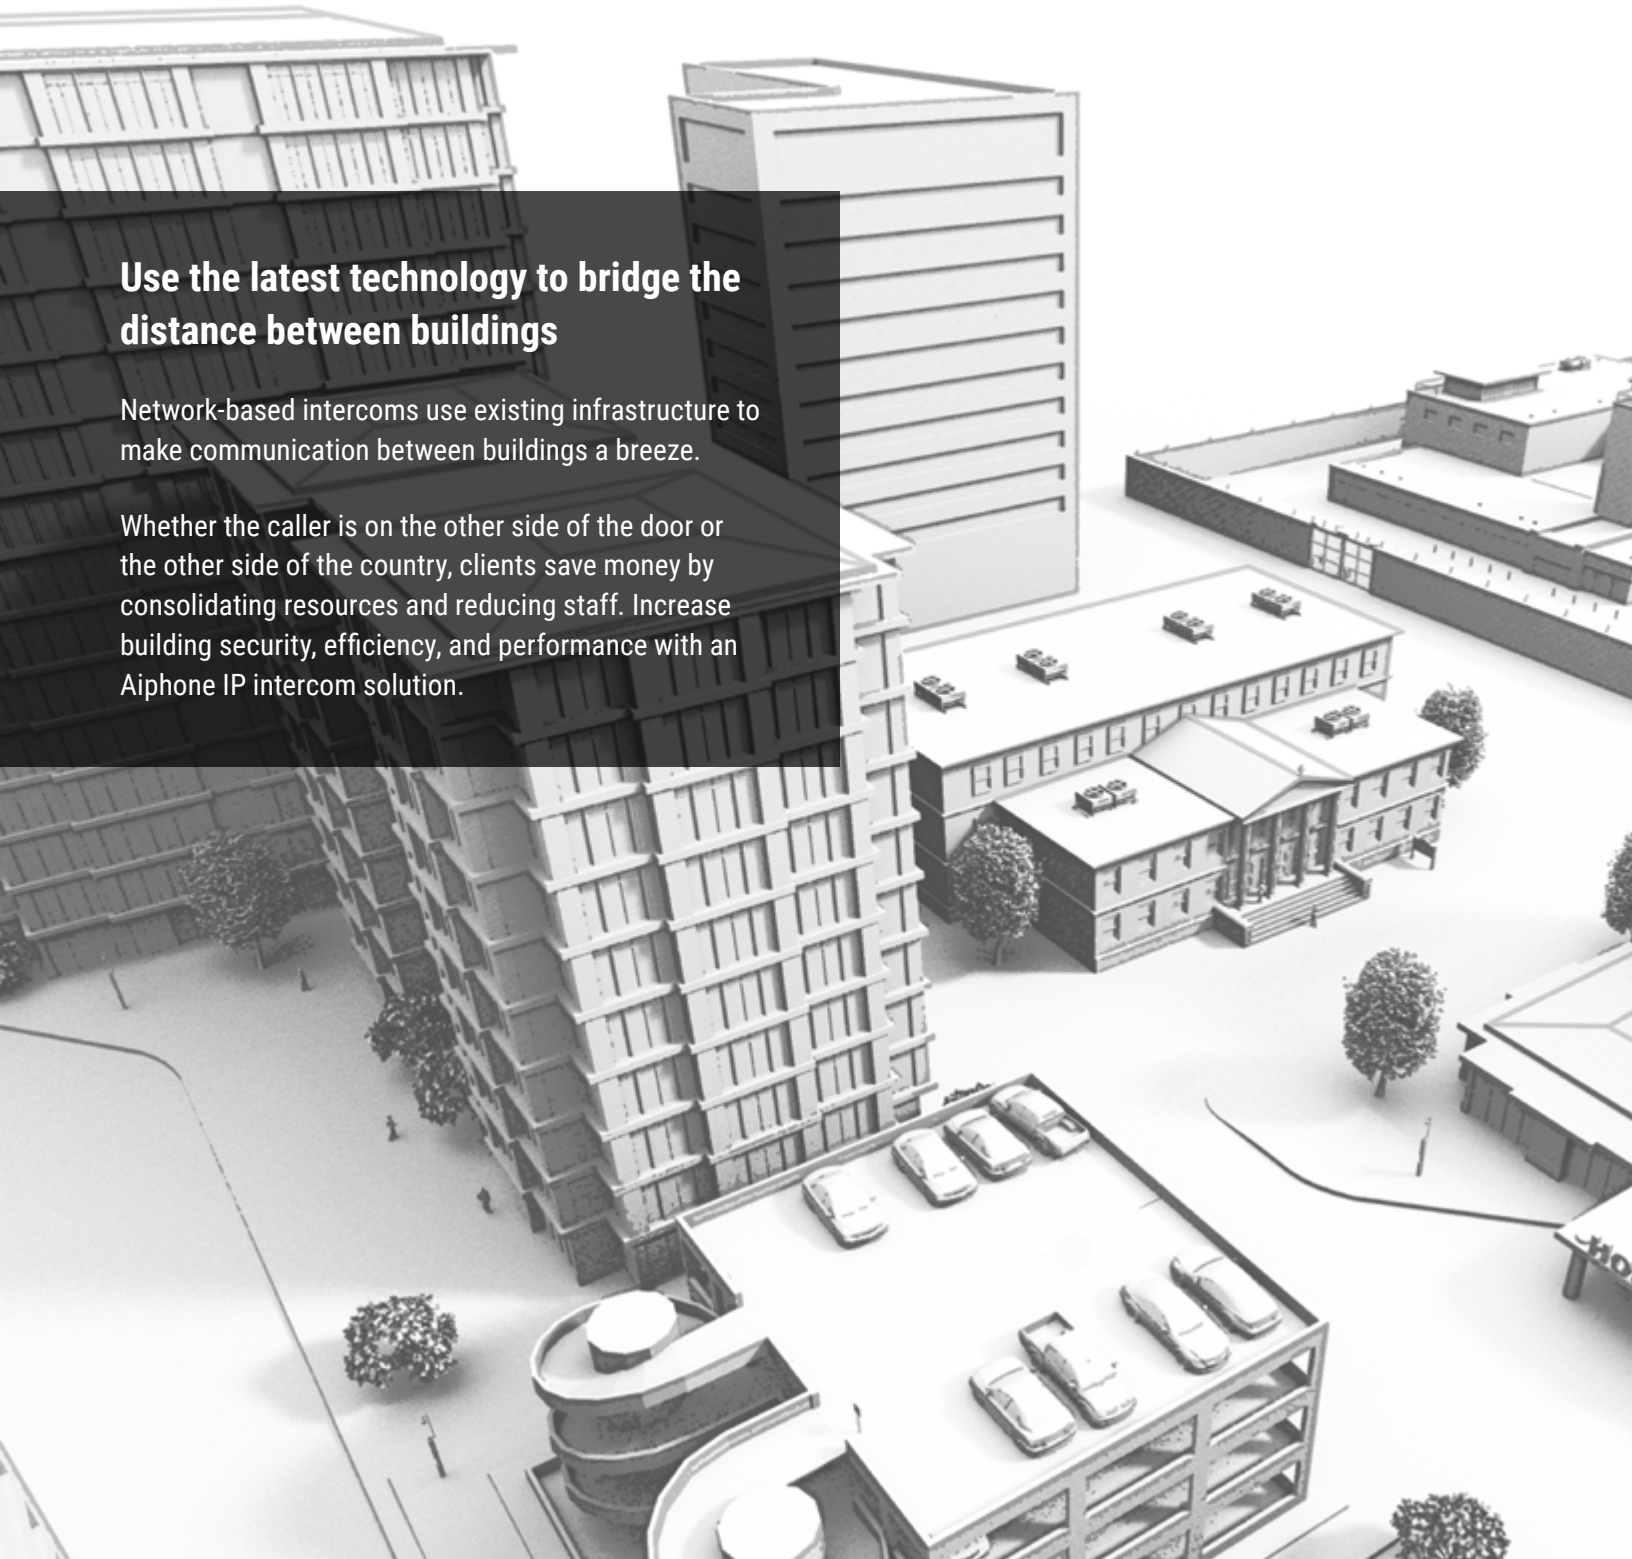 Use the latest technology to bridge the
distance between buildings
Network-based intercoms use existing infrastructure to
make communication between buildings a breeze.
Whether the caller is on the other side of the door or
the other side of the country, clients save money by
consolidating resources and reducing staff. Increase
building security, efficiency, and performance with an
Aiphone IP intercom solution.